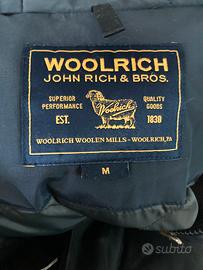 WOOLRICH
JOHN RICH & BROS.
SUPERIOR PERFORMANCE
QUALITY GOODS
Woolrich
EST.
1830
WOOLRICH WOOLEN MILLS - WOOLRICH, PA
M
subito